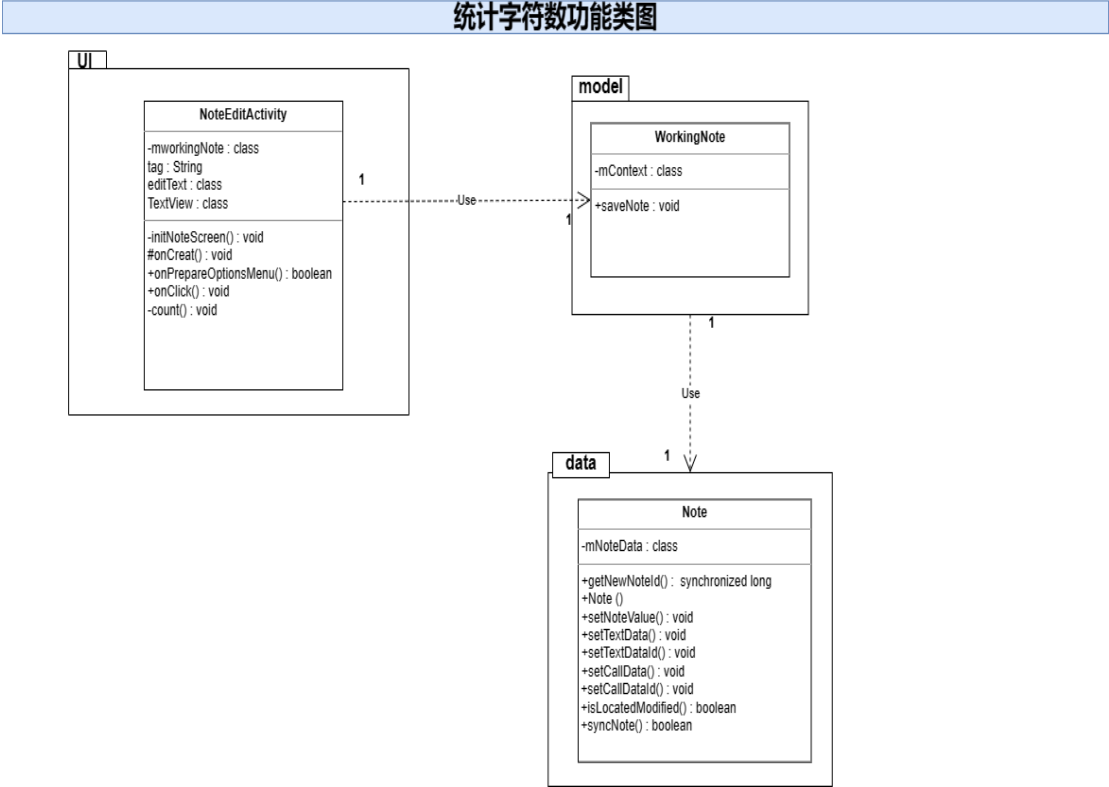 统计字符数功能类图
UI
NoteEditActivity
-mworkingNote : class
tag : String
editText : class
TextView : class
-initNoteScreen() : void
#onCreat() : void
+onPrepareOptionsMenu() : boolean
+onClick() : void
-count() : void
1
Use
1
model
WorkingNote
-mContext : class
+saveNote : void
1
Use
1
data
Note
-mNoteData : class
+getNewNoteId() : synchronized long
+Note ()
+setNoteValue() : void
+setTextData() : void
+setTextDataId() : void
+setCallData() : void
+setCallDataId() : void
+isLocatedModified() : boolean
+syncNote() : boolean